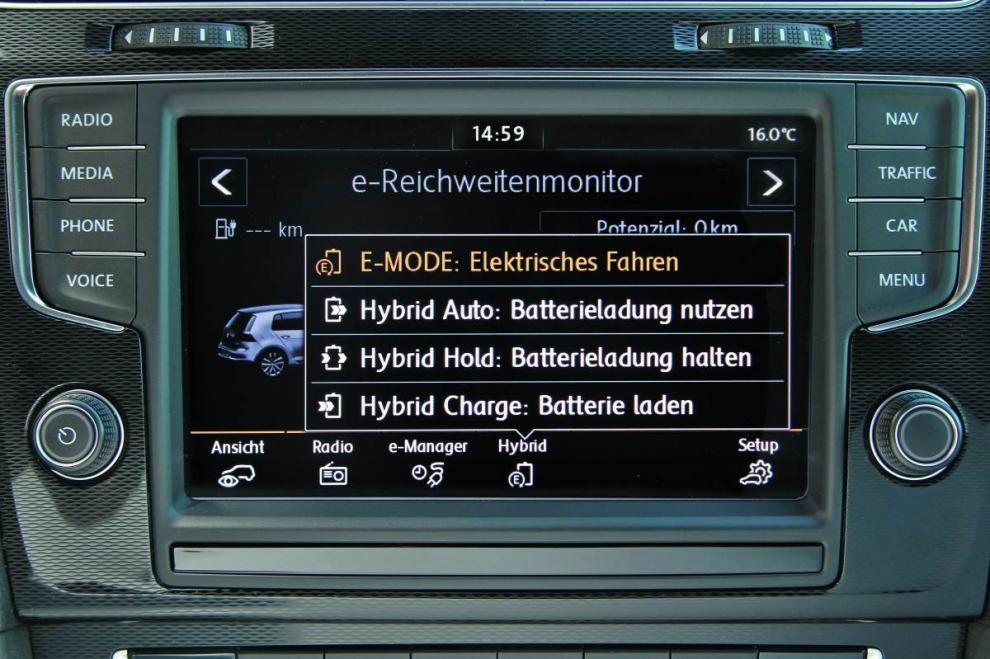 RADIO
MEDIA
PHONE
VOICE
NAV
TRAFFIC
CAR
MENU
14:59
16.0°C
e-Reichweitenmonitor
--- km
Potenzial: 0 km
E-MODE: Elektrisches Fahren
Hybrid Auto: Batterieladung nutzen
Hybrid Hold: Batterieladung halten
Hybrid Charge: Batterie laden
Ansicht
Radio
e-Manager
Hybrid
Setup